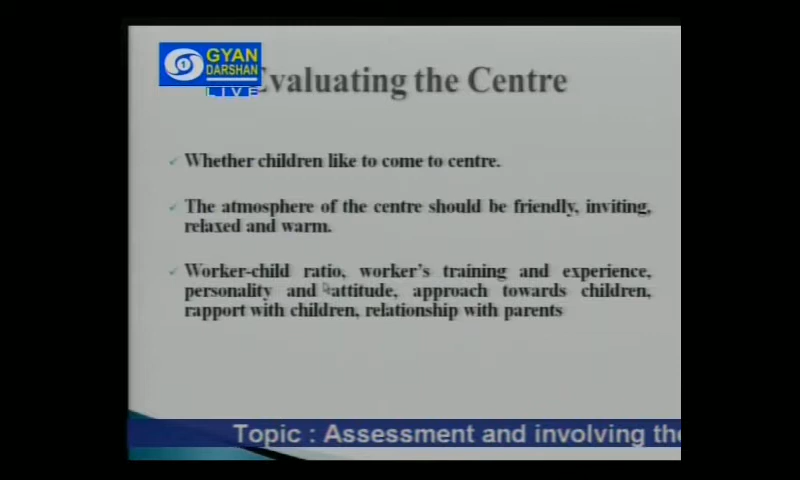 GYAN
DARSHAN
LIVE
Evaluating the Centre
Whether children like to come to centre.
The atmosphere of the centre should be friendly, inviting,
relaxed and warm.
Worker-child ratio, worker's training and experience,
personality and attitude, approach towards children,
rapport with children, relationship with parents
Topic : Assessment and involving the